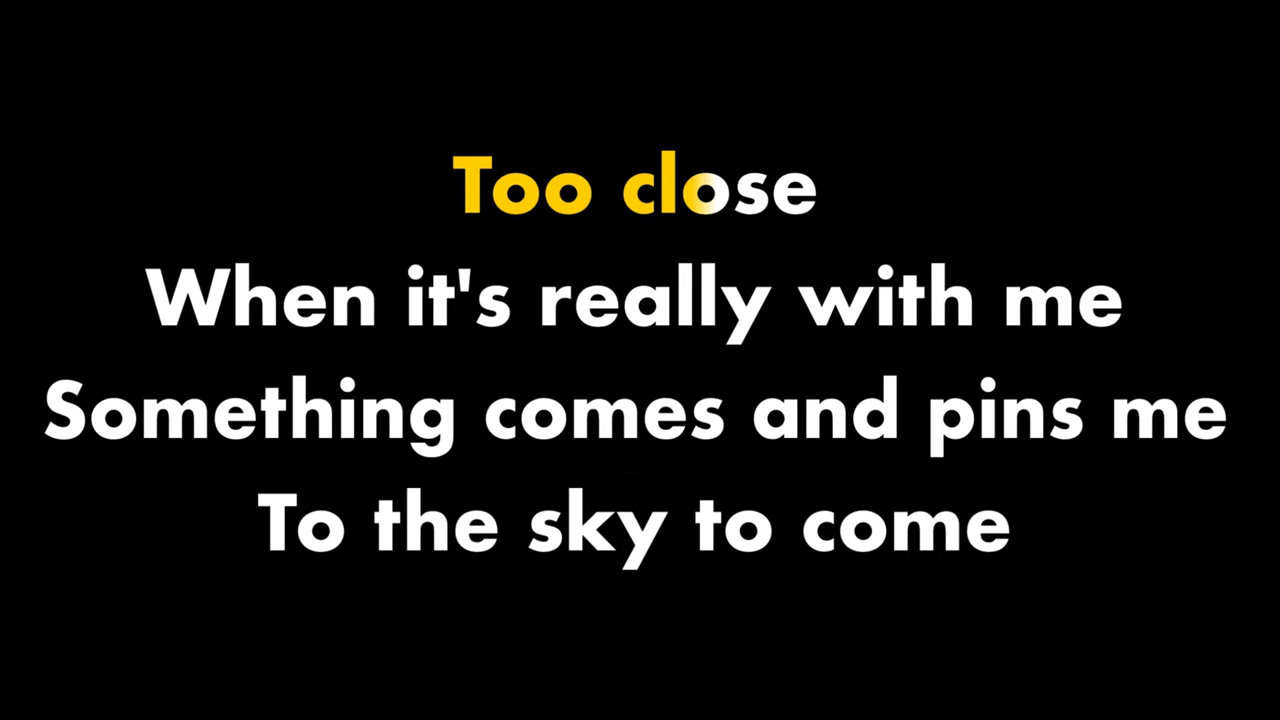 Too close
When it's really with me
Something comes and pins me
To the sky to come